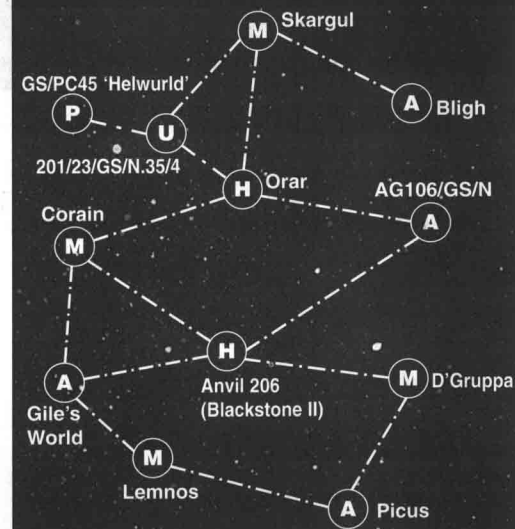 Skargul
M
GS/PC45 'Helwurld'
P
A
Bligh
U
201/23/GS/N.35/4
H
Orar
AG106/GS/N
A
Corain
M
H
Anvil 206
(Blackstone II)
M
D'Gruppa
A
Gile's
World
M
Lemnos
A
Picus